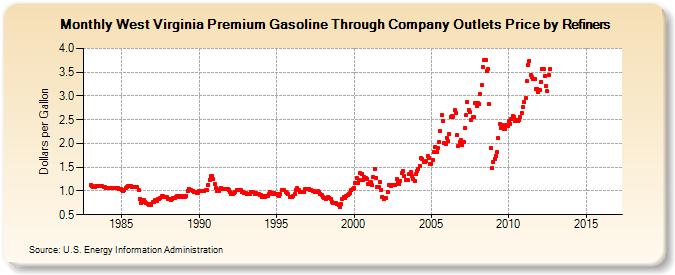 Monthly West Virginia Premium Gasoline Through Company Outlets Price by Refiners
Dollars per Gallon
4.0
3.5
3.0
2.5
2.0
1.5
1.0
0.5
1985 1990 1995 2000 2005 2010 2015
Source: U.S. Energy Information Administration